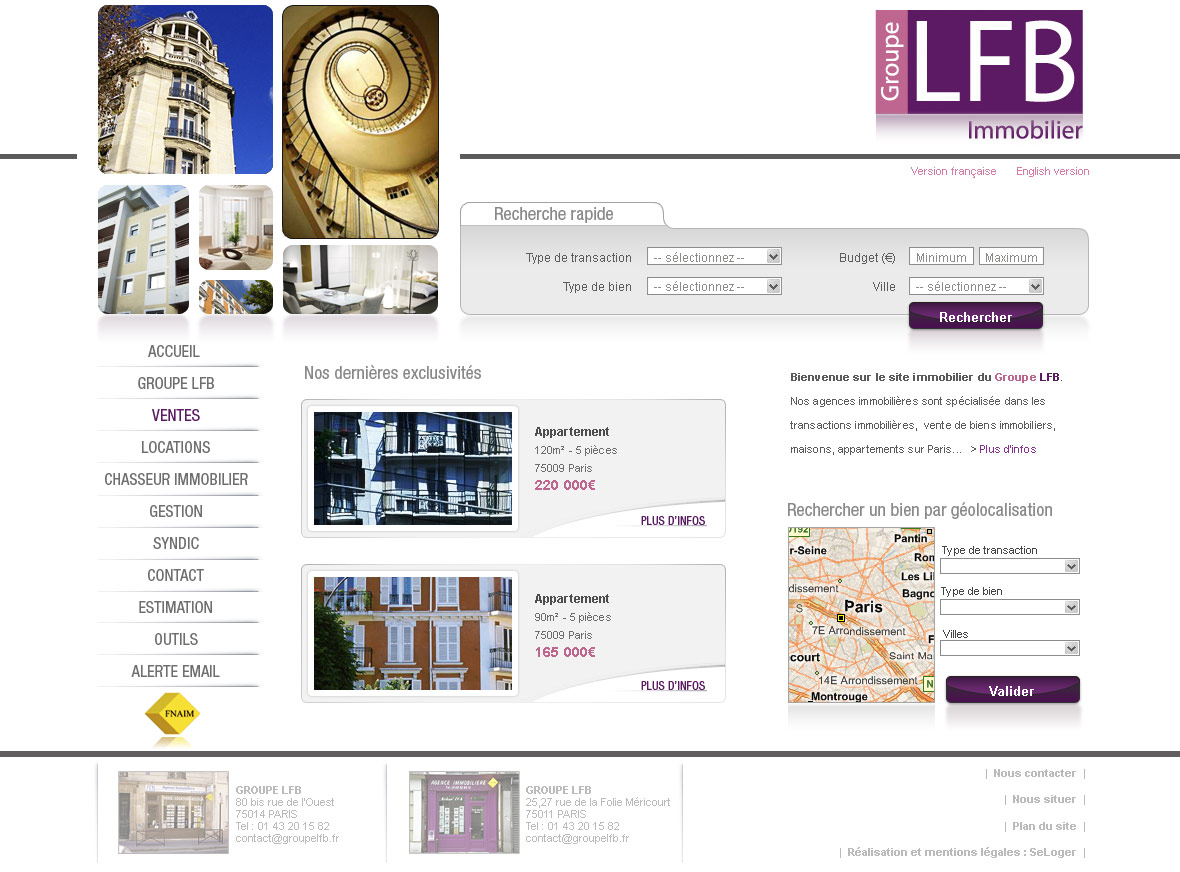 Groupe
LFB
Immobilier
Version française
English version
Recherche rapide
Type de transaction
-- sélectionnez --
Budget (€)
Minimum
Maximum
Type de bien
-- sélectionnez --
Ville
-- sélectionnez --
Rechercher
ACCUEIL
GROUPE LFB
VENTES
LOCATIONS
CHASSEUR IMMOBILIER
GESTION
SYNDIC
CONTACT
ESTIMATION
OUTILS
ALERTE EMAIL
FNAIM
Nos dernières exclusivités
Appartement
120m² - 5 pièces
75009 Paris
220 000€
PLUS D'INFOS
Appartement
90m² - 5 pièces
75009 Paris
165 000€
PLUS D'INFOS
Bienvenue sur le site immobilier du Groupe LFB.
Nos agences immobilières sont spécialisée dans les
transactions immobilières, vente de biens immobiliers,
maisons, appartements sur Paris... > Plus d'infos
Rechercher un bien par géolocalisation
Pantin
r-Seine
Rom
Les Li
dissement
Bagno
S
Paris
7E Arrondissement
court
Saint Ma
14E Arrondissement
N
Montrouge
Type de transaction
Type de bien
Villes
Valider
AGENCE IMMOBILIERE
GROUPE LFB
80 bis rue de l'Ouest
75014 PARIS
Tel : 01 43 20 15 82
contact@groupelfb.fr
GROUPE LFB
25,27 rue de la Folie Méricourt
75011 PARIS
Tel : 01 43 20 15 82
contact@groupelfb.fr
| Nous contacter |
| Nous situer |
| Plan du site |
| Réalisation et mentions légales : SeLoger |